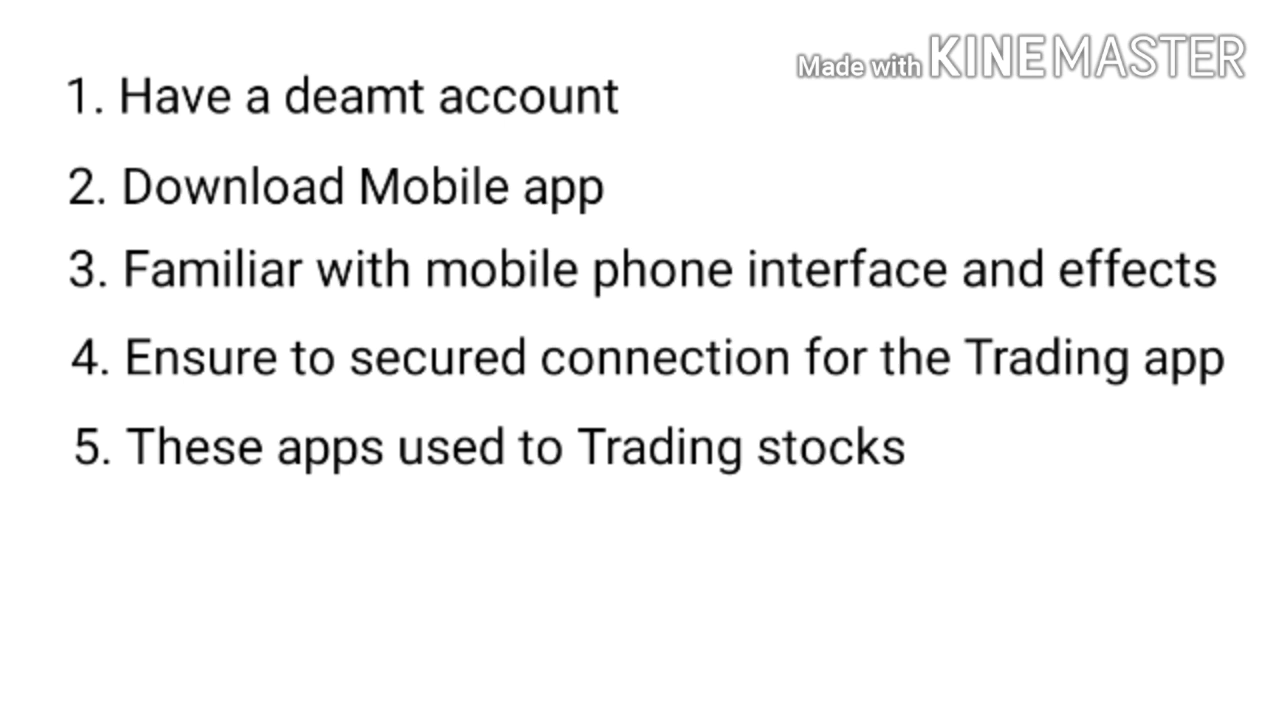 Made with KINEMASTER
1. Have a deamt account
2. Download Mobile app
3. Familiar with mobile phone interface and effects
4. Ensure to secured connection for the Trading app
5. These apps used to Trading stocks